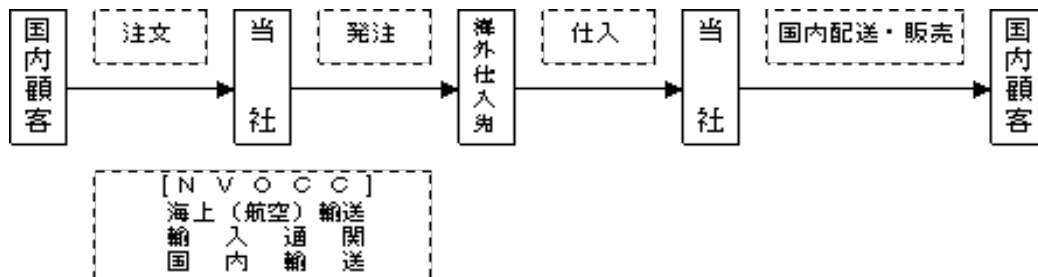 国内顧客
注文
当社
発注
海外仕入先
仕入
当社
国内配送・販売
国内顧客
[NVOCC]
海上(航空)輸送
輸入通関
国内輸送